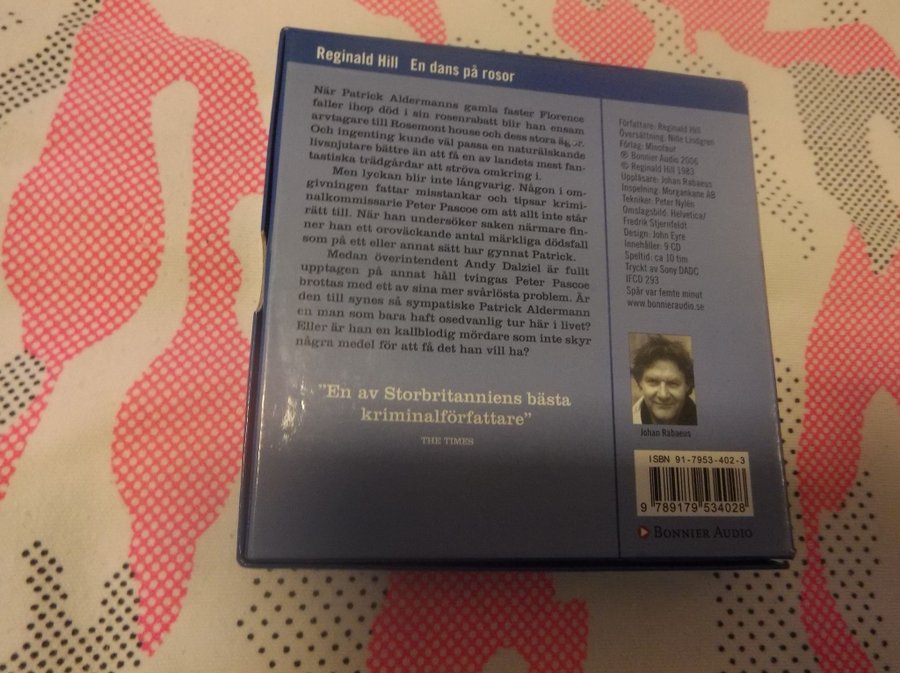 Reginald Hill En dans på rosor
När Patrick Aldermanns gamla faster Florence
faller ihop död i sin rosenrabatt blir han ensam
arvtagare till Rosemont house och dess stora
Och ingenting kunde väl passa en naturälskande
livsnjutare bättre än att få en av landets mest fan-
tastiska trädgårdar att ströva omkring i.
Men lyckan blir inte långvarig. Någon i om-
givningen fattar misstankar och tipsar krimi-
nalkommissarie Peter Pascoe om att allt inte står
rätt till. När han undersöker saken närmare fin-
ner han ett oroväckande antal märkliga dödsfall
som på ett eller annat sätt har gynnat Patrick.
Medan överintendent Andy Dalziel är fullt
upptagen på annat håll tvingas Peter Pascoe
brottas med ett av sina mer svårlösta problem. Är
den till synes så sympatiske Patrick Aldermann
en man som bara haft osedvanlig tur här i livet?
Eller är han en kallblodig mördare som inte skyr
några medel för att få det han vill ha?
"En av Storbritanniens bästa
kriminalförfattare"
THE TIMES
Författare: Reginald Hill
Översättning: Nille Lindgren
Förlag: Minotaur
℗ Bonnier Audio 2006
© Reginald Hill 1983
Uppläsare: Johan Rabaeus
Inspelning: Morgankane AB
Tekniker: Peter Nylén
Omslagsbild: Helvetica/
Fredrik Stjernfeldt
Design: John Eyre
Innehåller: 9 CD
Speltid: ca 10 tim
Tryckt av Sony DADC
IFCD 293
Spår var femte minut
www.bonnieraudio.se
Johan Rabaeus
ISBN 91-7953-402-3
9 789179 534028
BONNIER AUDIO